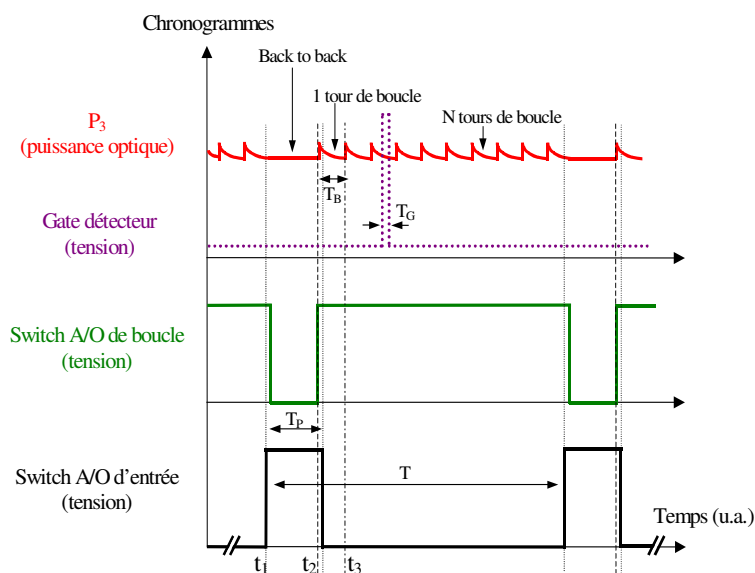 Chronogrammes
Back to back
1 tour de boucle
N tours de boucle
P3
(puissance optique)
TB
TG
Gate détecteur
(tension)
Switch A/O de boucle
(tension)
TP
Switch A/O d'entrée
(tension)
T
Temps (u.a.)
t1 t2 t3